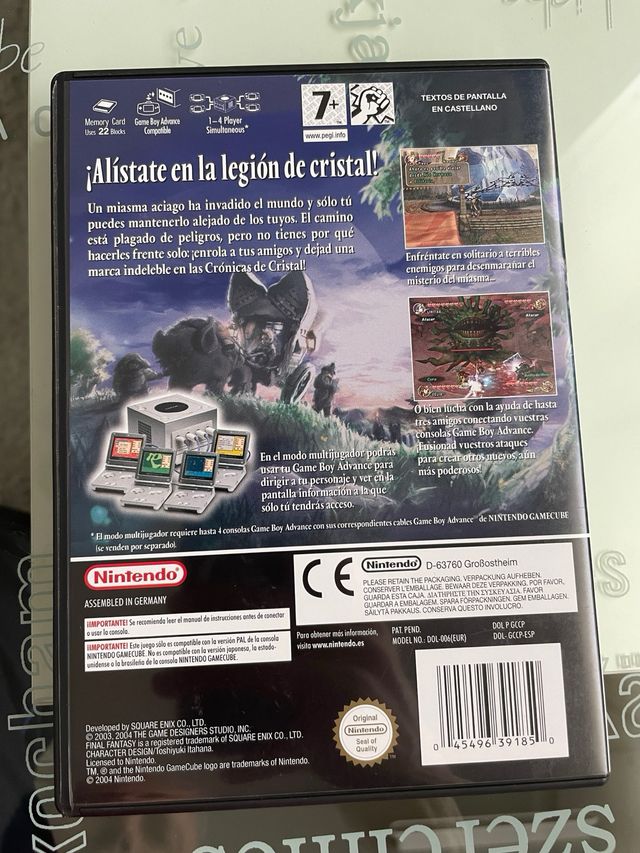 Memory Card
Uses 22 Blocks
Game Boy Advance
Compatible
1-4 Player
Simultaneous*
7+
www.pegi.info
TEXTOS DE PANTALLA
EN CASTELLANO
¡Alístate en la legión de cristal!
Un miasma aciago ha invadido el mundo y sólo tú
puedes mantenerlo alejado de los tuyos. El camino
está plagado de peligros, pero no tienes por qué
hacerles frente solo: ¡enrola a tus amigos y dejad una
marca indeleble en las Crónicas de Cristal!
Enfréntate en solitario a terribles
enemigos para desenmarañar el
misterio del miasma...
Atacar
Atacar
Cura
O bien lucha con la ayuda de hasta
tres amigos conectando vuestras
consolas Game Boy Advance.
¡Fusionad vuestros ataques
para crear otros nuevos, aún
más poderosos!
En el modo multijugador podrás
usar tu Game Boy Advance para
dirigir a tu personaje y ver en la
pantalla información a la que
sólo tú tendrás acceso.
* El modo multijugador requiere hasta 4 consolas Game Boy Advance con sus correspondientes cables Game Boy Advance™ de NINTENDO GAMECUBE
(se venden por separado).
Nintendo®
ASSEMBLED IN GERMANY
¡IMPORTANTE! Se recomienda leer el manual de instrucciones antes de conectar
o usar la consola.
¡IMPORTANTE! Este juego sólo es compatible con la versión PAL de la consola
NINTENDO GAMECUBE. No es compatible con la versión japonesa, la estado-
unidense o la brasileña de la consola NINTENDO GAMECUBE.
CE
Nintendo® D-63760 Großostheim
PLEASE RETAIN THE PACKAGING. VERPACKUNG AUFHEBEN.
CONSERVER L'EMBALLAGE. BEWAAR DEZE VERPAKKING. POR FAVOR,
GUARDA ESTA CAJA. ΔΙΑΤΗΡΗΣΤΕ ΤΗΝ ΣΥΣΚΕΥΑΣΙΑ. FAVOR
GUARDAR A EMBALAGEM. SPARA FÖRPACKNINGEN. GEM EMBALLAGEN.
SÄILYTÄ PAKKAUS. CONSERVA QUESTO INVOLUCRO.
Para obtener más información,
visita www.nintendo.es
PAT. PEND.
MODEL NO.: DOL-006(EUR)
DOL P GCCP
DOL-GCCP-ESP
Developed by SQUARE ENIX CO., LTD.
© 2003, 2004 THE GAME DESIGNERS STUDIO, INC.
FINAL FANTASY is a registered trademark of SQUARE ENIX CO., LTD.
CHARACTER DESIGN/Toshiyuki Itahana.
Licensed to Nintendo.
TM, ® and the Nintendo GameCube logo are trademarks of Nintendo.
© 2004 Nintendo.
Original
Nintendo
Seal of
Quality
TM
0 45496 39185 0
kocham